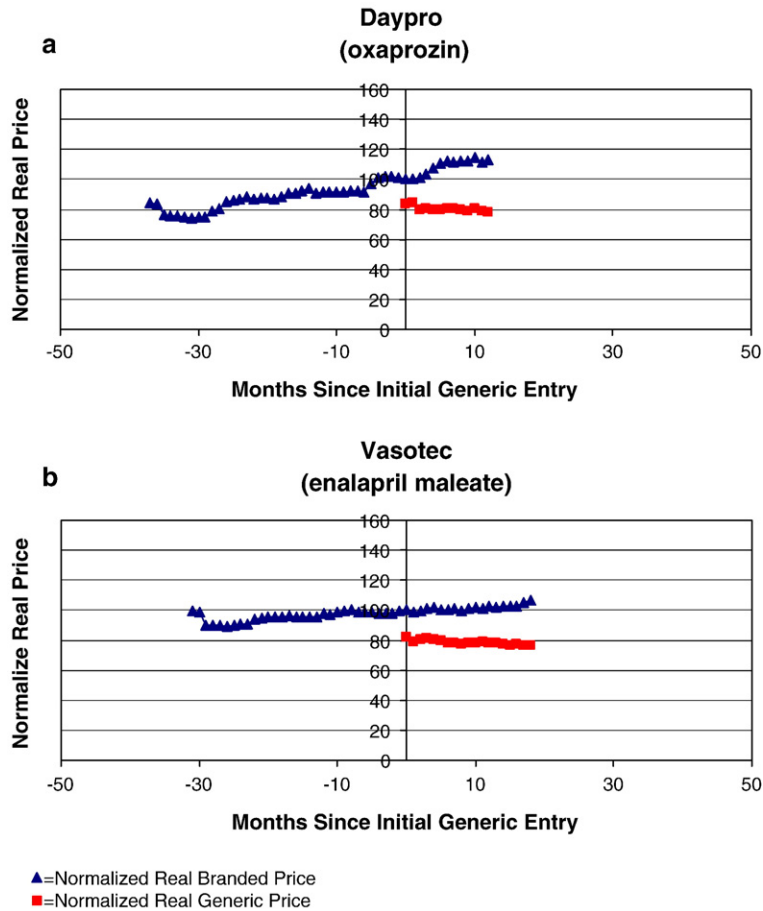 a
Daypro
(oxaprozin)
Normalized Real Price
160
140
120
100
80
60
40
20
0
-50 -30 -10 10 30 50
Months Since Initial Generic Entry
b
Vasotec
(enalapril maleate)
Normalize Real Price
160
140
120
100
80
60
40
20
0
-50 -30 -10 10 30 50
Months Since Initial Generic Entry
=Normalized Real Branded Price
=Normalized Real Generic Price